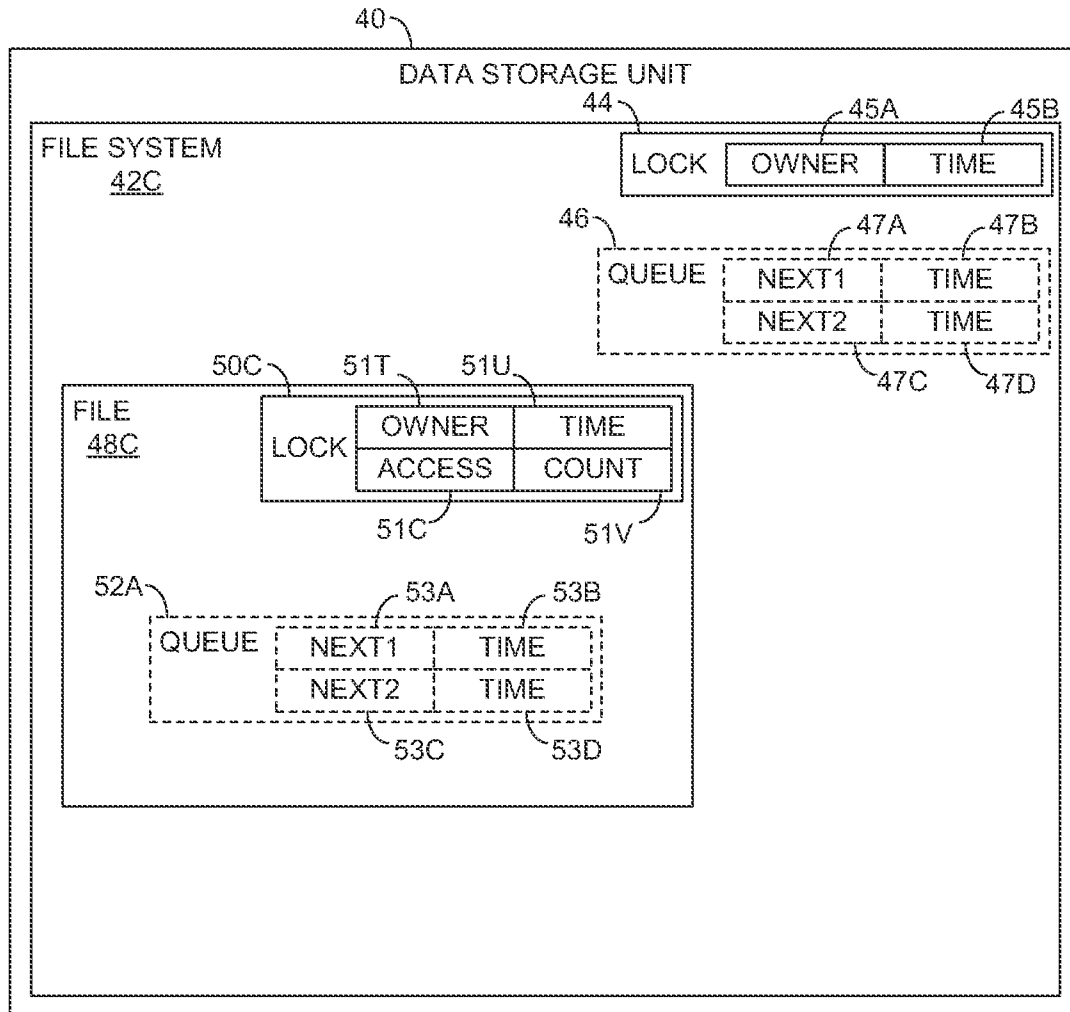 40
DATA STORAGE UNIT
44 45A 45B
FILE SYSTEM
42C
LOCK OWNER TIME
46 47A 47B
QUEUE NEXT1 TIME
NEXT2 TIME
47C 47D
50C 51T 51U
FILE
48C
LOCK OWNER TIME
ACCESS COUNT
51C 51V
52A 53A 53B
QUEUE NEXT1 TIME
NEXT2 TIME
53C 53D